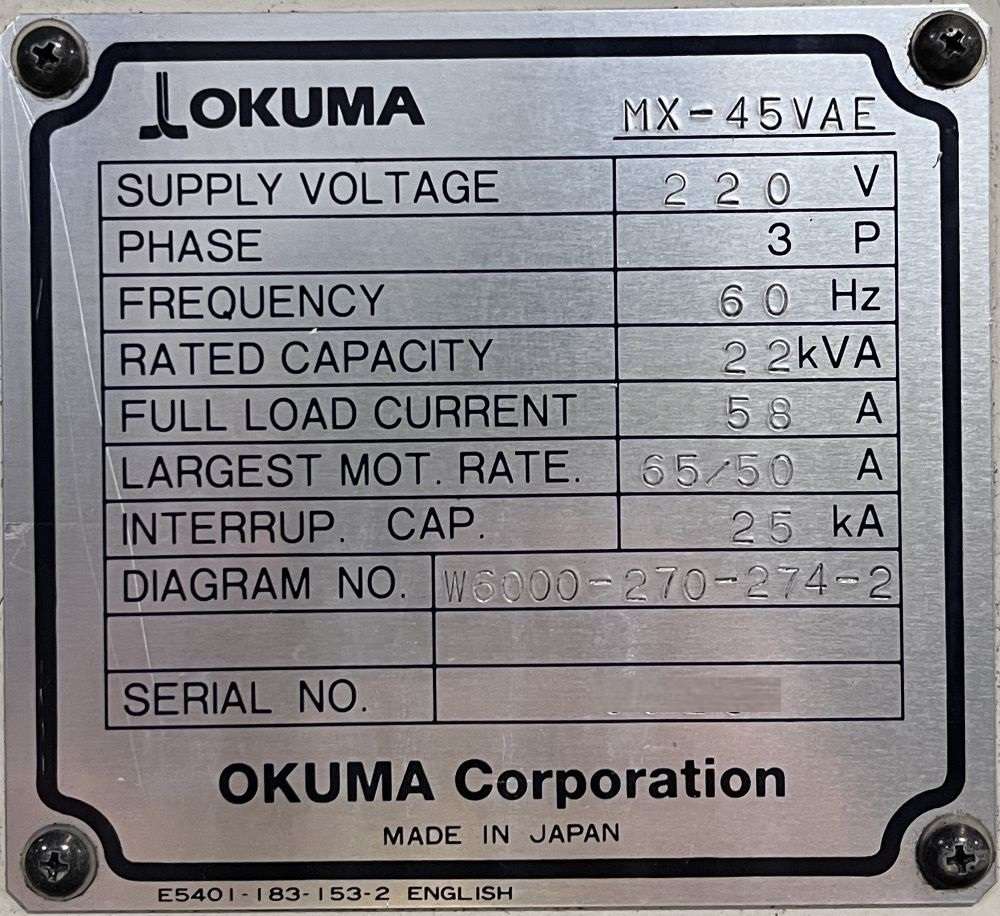 OKUMA MX-45VAE
SUPPLY VOLTAGE 220 V
PHASE 3 P
FREQUENCY 60 Hz
RATED CAPACITY 22 kVA
FULL LOAD CURRENT 58 A
LARGEST MOT. RATE. 65/50 A
INTERRUP. CAP. 25 kA
DIAGRAM NO. W6000-270-274-2
SERIAL NO.
OKUMA Corporation
MADE IN JAPAN
E5401-183-153-2 ENGLISH